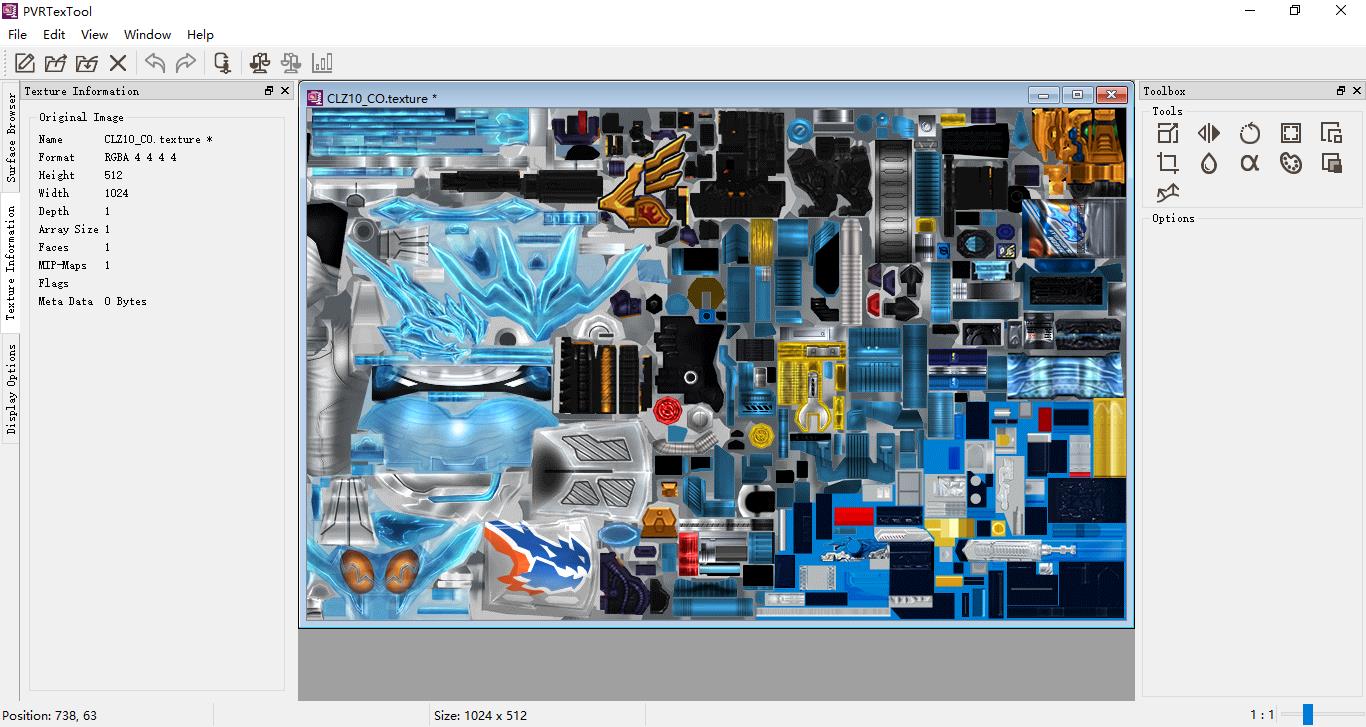 PVRTexTool
File Edit View Window Help
Surface Browser
Texture Information
Display Options
Texture Information
Original Image
Name CLZ10_CO.texture *
Format RGBA 4 4 4 4
Height 512
Width 1024
Depth 1
Array Size 1
Faces 1
MIP-Maps 1
Flags
Meta Data 0 Bytes
CLZ10_CO.texture *
Toolbox
Tools
α
Options
Position: 738, 63
Size: 1024 x 512
1 : 1